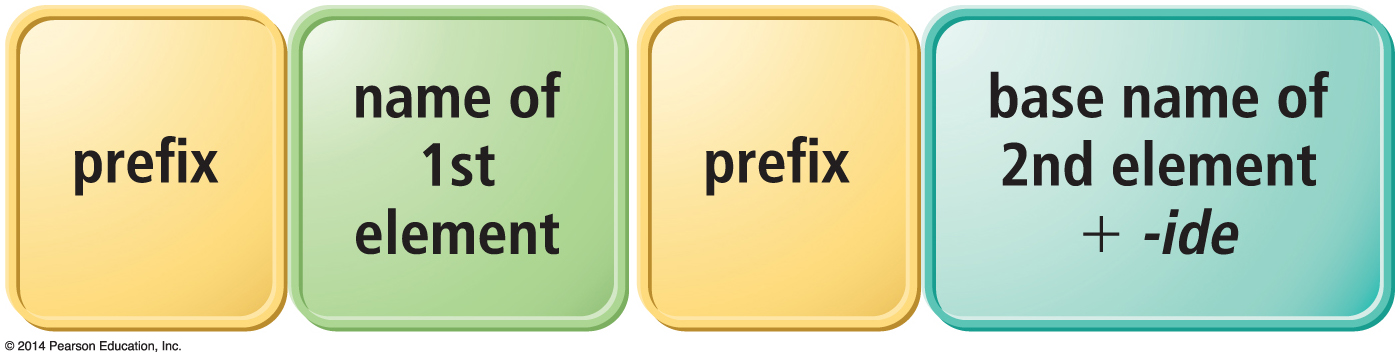 prefix
name of
1st
element
prefix
base name of
2nd element
+ -ide
© 2014 Pearson Education, Inc.